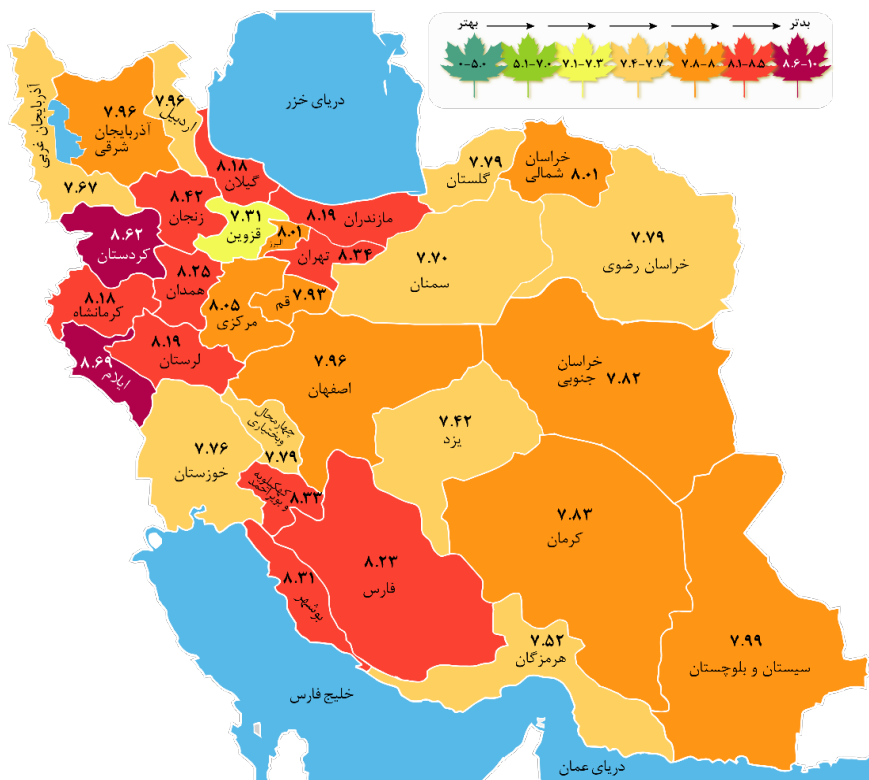 بهتر
بدتر
۰-۵.۰
۵.۱-۷.۰
۷.۱-۷.۳
۷.۴-۷.۷
۷.۸-۸
۸.۱-۸.۵
۸.۶-۱۰
دریای خزر
آذربایجان غربی
۷.۶۷
۷.۹۶
آذربایجان
شرقی
۷.۹۶
اردبیل
۸.۱۸
گیلان
۸.۴۲
زنجان
۷.۳۱
قزوین
۸.۰۱
البرز
۸.۱۹
مازندران
۸.۳۴
تهران
۷.۷۹
گلستان
خراسان
شمالی
۸.۰۱
۷.۷۹
خراسان رضوی
۷.۷۰
سمنان
۸.۶۲
کردستان
۸.۲۵
همدان
۸.۱۸
کرمانشاه
۸.۰۵
مرکزی
۷.۹۳
قم
۸.۱۹
لرستان
۸.۶۹
ایلام
۷.۹۶
اصفهان
خراسان
جنوبی
۷.۸۲
۷.۴۲
یزد
چهارمحال
وبختیاری
۷.۷۹
۷.۷۶
خوزستان
کهکیلویه
و بویراحمد
۸.۳۳
۷.۸۳
کرمان
۸.۲۳
فارس
۸.۳۱
بوشهر
۷.۵۲
هرمزگان
۷.۹۹
سیستان و بلوچستان
خلیج فارس
دریای عمان